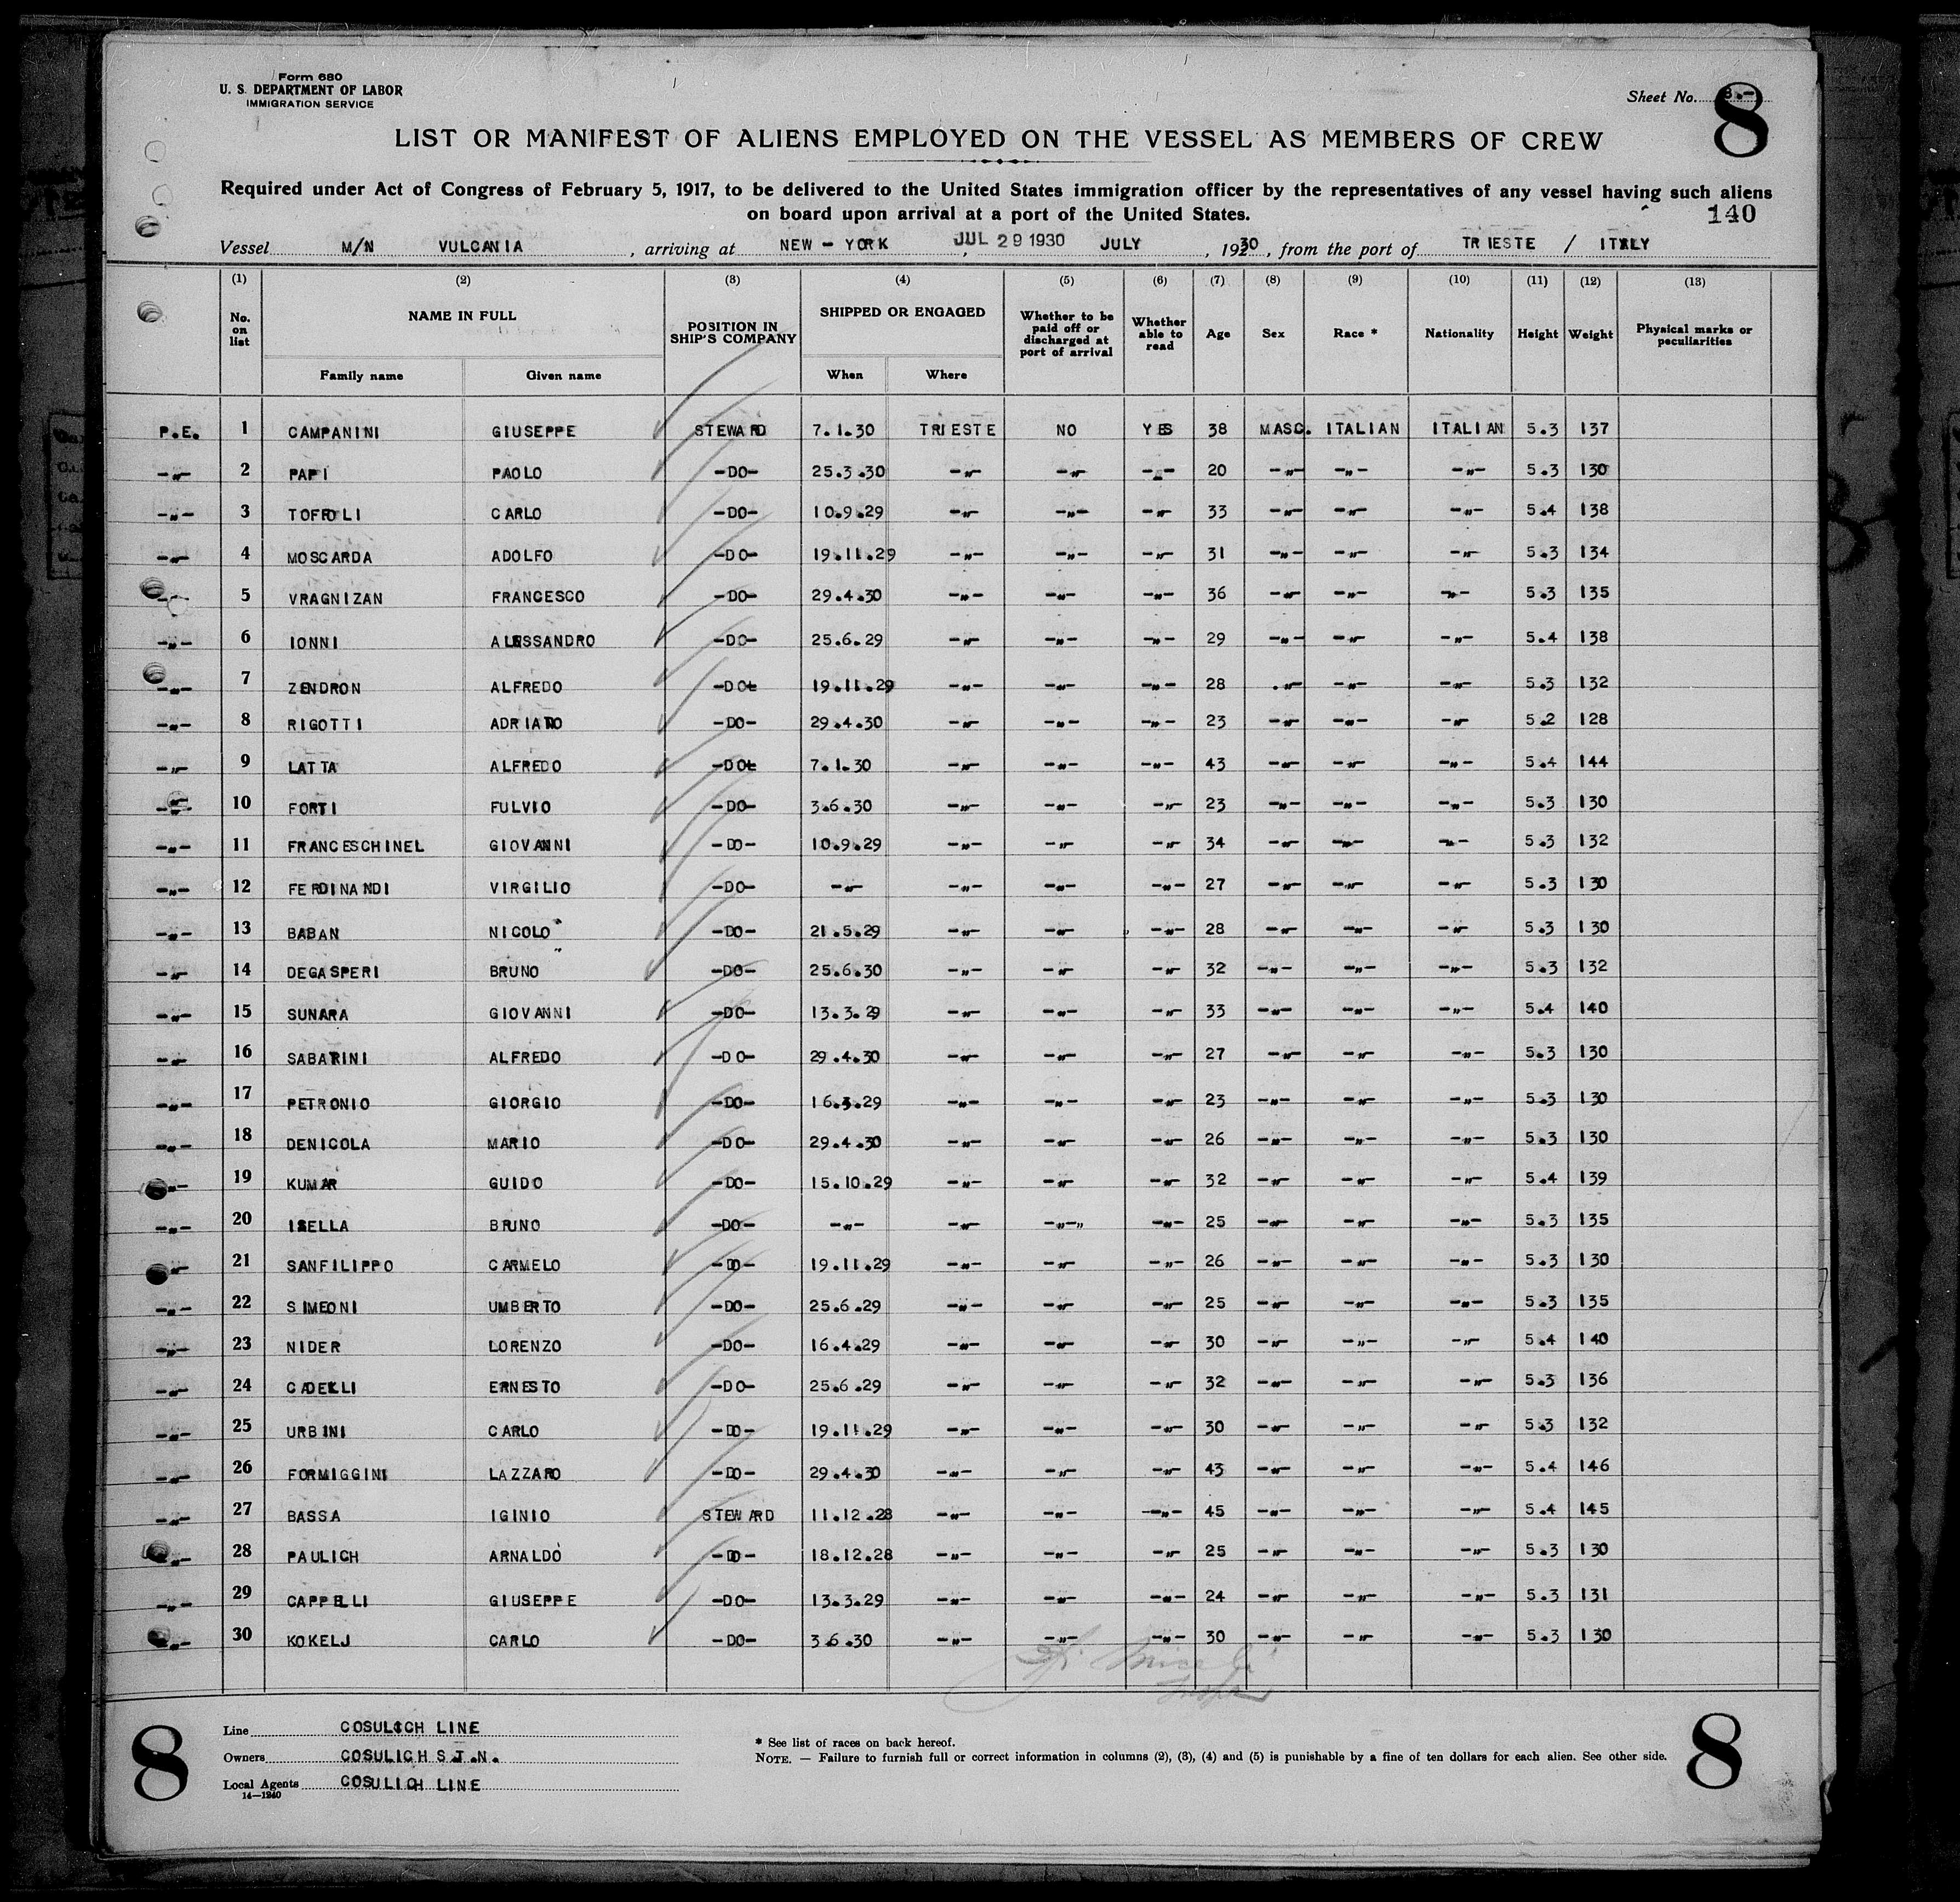 Form 680
U. S. DEPARTMENT OF LABOR
IMMIGRATION SERVICE
Sheet No. 8.-
8
LIST OR MANIFEST OF ALIENS EMPLOYED ON THE VESSEL AS MEMBERS OF CREW
Required under Act of Congress of February 5, 1917, to be delivered to the United States immigration officer by the representatives of any vessel having such aliens
on board upon arrival at a port of the United States.
140
Vessel M/N VULCANIA, arriving at NEW-YORK, JUL 29 1930 JULY, 1930, from the port of TRIESTE / ITALY
(1) (2) (3) (4) (5) (6) (7) (8) (9) (10) (11) (12) (13)
No. on list NAME IN FULL POSITION IN SHIP'S COMPANY SHIPPED OR ENGAGED Whether to be paid off or discharged at port of arrival Whether able to read Age Sex Race * Nationality Height Weight Physical marks or peculiarities
Family name Given name When Where
P.E. 1 CAMPANINI GIUSEPPE STEWARD 7.1.30 TRIESTE NO YES 38 MASC. ITALIAN ITALIAN 5.3 137
-"- 2 PAPI PAOLO -DO- 25.3.30 -"- -"- -"- 20 -"- -"- -"- 5.3 130
-"- 3 TOFFOLI CARLO -DO- 10.9.29 -"- -"- -"- 33 -"- -"- -"- 5.4 138
-"- 4 MOSCARDA ADOLFO -DO- 19.11.29 -"- -"- -"- 31 -"- -"- -"- 5.3 134
-"- 5 VRAGNIZAN FRANCESCO -DO- 29.4.30 -"- -"- -"- 36 -"- -"- -"- 5.3 135
-"- 6 IONNI ALESSANDRO -DO- 25.6.29 -"- -"- -"- 29 -"- -"- -"- 5.4 138
-"- 7 ZENDRON ALFREDO -DO- 19.11.29 -"- -"- -"- 28 -"- -"- -"- 5.3 132
-"- 8 RIGOTTI ADRIANO -DO- 29.4.30 -"- -"- -"- 23 -"- -"- -"- 5.2 128
-"- 9 LATTA ALFREDO -DO- 7.1.30 -"- -"- -"- 43 -"- -"- -"- 5.4 144
-"- 10 FORTI FULVIO -DO- 3.6.30 -"- -"- -"- 23 -"- -"- -"- 5.3 130
-"- 11 FRANCESCHINEL GIOVANNI -DO- 10.9.29 -"- -"- -"- 34 -"- -"- -"- 5.3 132
-"- 12 FERDINANDI VIRGILIO -DO- -"- -"- -"- -"- 27 -"- -"- -"- 5.3 130
-"- 13 BABAN NICOLO -DO- 21.5.29 -"- -"- -"- 28 -"- -"- -"- 5.3 130
-"- 14 DEGASPERI BRUNO -DO- 25.6.30 -"- -"- -"- 32 -"- -"- -"- 5.3 132
-"- 15 SUNARA GIOVANNI -DO- 13.3.29 -"- -"- -"- 33 -"- -"- -"- 5.4 140
-"- 16 SABATINI ALFREDO -DO- 29.4.30 -"- -"- -"- 27 -"- -"- -"- 5.3 130
-"- 17 PETRONIO GIORGIO -DO- 16.3.29 -"- -"- -"- 23 -"- -"- -"- 5.3 130
-"- 18 DENICOLA MARIO -DO- 29.4.30 -"- -"- -"- 26 -"- -"- -"- 5.3 130
-"- 19 KUMAR GUIDO -DO- 15.10.29 -"- -"- -"- 32 -"- -"- -"- 5.4 139
-"- 20 ISELLA BRUNO -DO- -"- -"- -"-" -"- 25 -"- -"- -"- 5.3 135
-"- 21 SANFILIPPO CARMELO -DO- 19.11.29 -"- -"- -"- 26 -"- -"- -"- 5.3 130
-"- 22 SIMEONI UMBERTO -DO- 25.6.29 -"- -"- -"- 25 -"- -"- -"- 5.3 135
-"- 23 NIDER LORENZO -DO- 16.4.29 -"- -"- -"- 30 -"- -"- -"- 5.4 140
-"- 24 CADELLI ERNESTO -DO- 25.6.29 -"- -"- -"- 32 -"- -"- -"- 5.3 136
-"- 25 URBINI CARLO -DO- 19.11.29 -"- -"- -"- 30 -"- -"- -"- 5.3 132
-"- 26 FORMIGGINI LAZZARO -DO- 29.4.30 -"- -"- -"- 43 -"- -"- -"- 5.4 146
-"- 27 BASSA IGINIO STEWARD 11.12.28 -"- -"- -"- 45 -"- -"- -"- 5.4 145
-"- 28 PAULICH ARNALDO -DO- 18.12.28 -"- -"- -"- 25 -"- -"- -"- 5.3 130
-"- 29 CAPPELLI GIUSEPPE -DO- 13.3.29 -"- -"- -"- 24 -"- -"- -"- 5.3 131
-"- 30 KOKELJ CARLO -DO- 3.6.30 -"- -"- -"- 30 -"- -"- -"- 5.3 130
8
Line COSULICH LINE
Owners COSULICH S.T.N.
Local Agents COSULICH LINE
14—1240
* See list of races on back hereof.
NOTE. — Failure to furnish full or correct information in columns (2), (3), (4) and (5) is punishable by a fine of ten dollars for each alien. See other side.
8